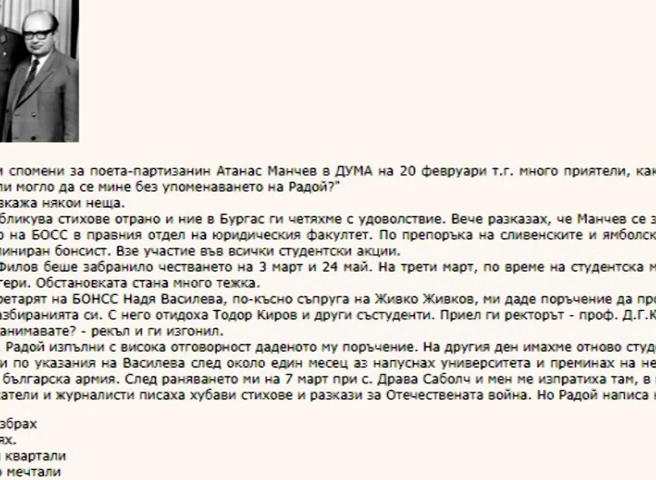 спомени за поета-партизанин Атанас Манчев в ДУМА на 20 февруари т.г. много приятели, как
ли могло да се мине без упоменаването на Радой?"
зкажа някои неща.
бликува стихове отрано и ние в Бургас ги четяхме с удоволствие. Вече разказах, че Манчев се з
о на БОСС в правния отдел на юридическия факултет. По препоръка на сливенските и ямболск
иниран бонсист. Взе участие във всички студентски акции.
Филов беше забранило честването на 3 март и 24 май. На трети март, по време на студентска м
тери. Обстановката стана много тежка.
ретарят на БОНСС Надя Василева, по-късно съпруга на Живко Живков, ми даде поръчение да пр
азбиранията си. С него отидоха Тодор Киров и други състуденти. Приел ги ректорът - проф. Д.Г.К
анимавате? - рекъл и ги изгонил.
Радой изпълни с висока отговорност даденото му поръчение. На другия ден имахме отново студ
и по указания на Василева след около един месец аз напуснах университета и преминах на не
българска армия. След раняването ми на 7 март при с. Драва Саболч и мен ме изпратиха там, в
атели и журналисти писаха хубави стихове и разкази за Отечествената война. Но Радой написа
збрах
ях.
квартали
о мечтали